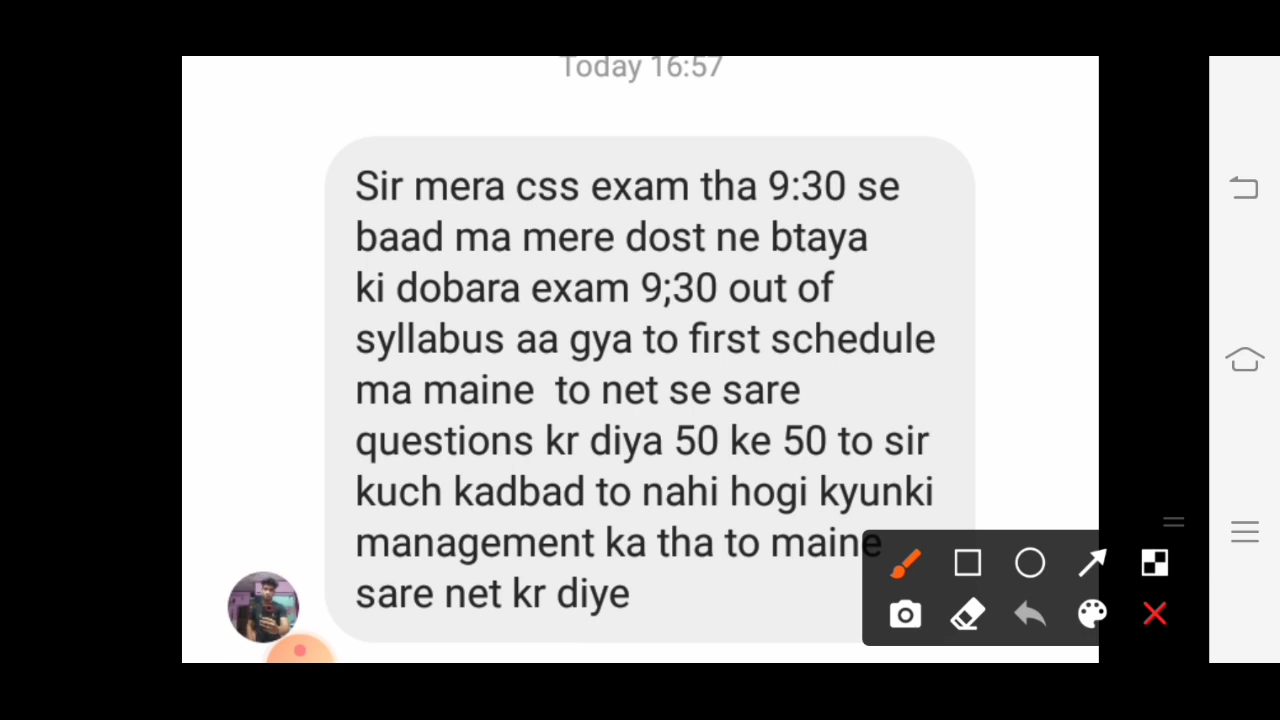 Today 16:57
Sir mera css exam tha 9:30 se
baad ma mere dost ne btaya
ki dobara exam 9;30 out of
syllabus aa gya to first schedule
ma maine  to net se sare
questions kr diya 50 ke 50 to sir
kuch kadbad to nahi hogi kyunki
management ka tha to maine
sare net kr diye